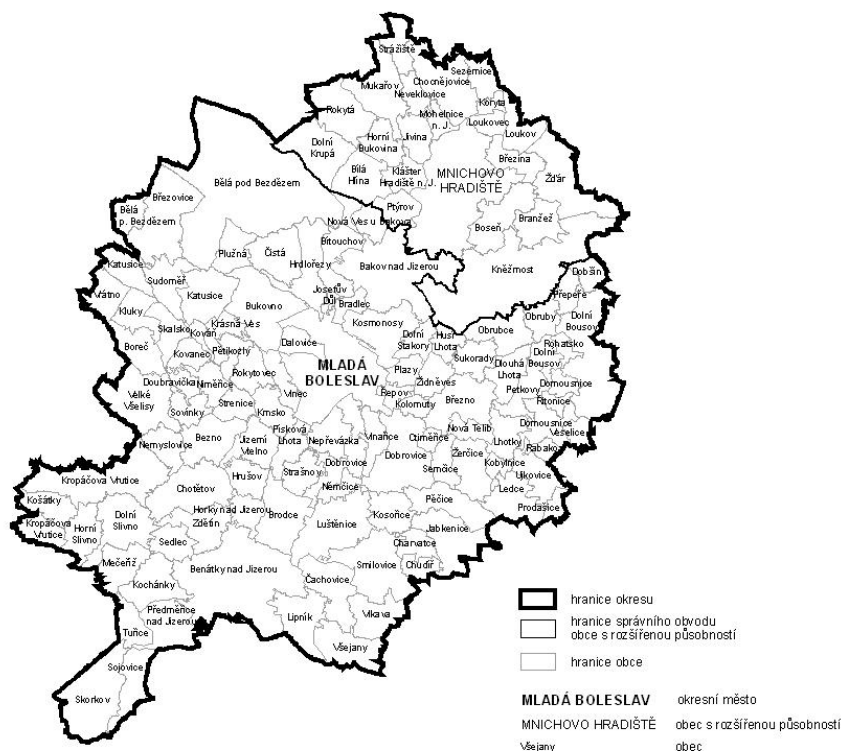 Strážiště
Sezemice
Chocnějovice
Mukařov
Neveklovice
Koryta
Rokytá
Mohelnice
n. J.
Loukovec
Jivina
Loukov
Horní
Bukovina
Dolní
Krupá
Březina
Klášter
Hradiště n. J.
Bílá
Hlína
MNICHOVO
HRADIŠTĚ
Žďár
Bělá pod Bezdězem
Březovice
Ptýrov
Branžež
Bělá
p. Bezdězem
Nová Ves u Bakova
Boseň
Bítouchov
Plužná
Čistá
Hrdlořezy
Bakov nad Jizerou
Kněžmost
Katusice
Dobšín
Sudoměř
Josefův
Důl
Přepeře
Vrátno
Katusice
Bukovno
Bradlec
Kluky
Obruby
Dolní
Bousov
Krásná Ves
Kosmonosy
Skalsko
Kováň
Dolní
Stakory
Husí
Lhota
Obrubce
Boreč
Dalovice
Rohatsko
Kovanec
Pětikozly
Sukorady
Dolní
Bousov
MLADÁ
BOLESLAV
Dlouhá
Lhota
Rokytovec
Plazy
Doubravička
Niměřice
Židněves
Petkovy
Domousnice
Velké
Všelisy
Vinec
Řepov
Březno
Řitonice
Sovínky
Strenice
Krnsko
Kolomuty
Domousnice
Veselice
Písková
Lhota
Nová Telib
Nemyslovice
Bezno
Jizerní
Vtelno
Nepřevázka
Vinařice
Ctiměřice
Lhotky
Rabakov
Dobrovice
Dobrovice
Žerčice
Kobylnice
Strašnov
Semčice
Ujkovice
Kropáčova Vrutice
Hrušov
Němčice
Ledce
Chotětov
Pěčice
Košátky
Prodašice
Horky nad Jizerou
Brodce
Kosořice
Dolní
Slivno
Zdětín
Luštěnice
Jabkenice
Kropáčova
Vrutice
Horní
Slivno
Sedlec
Charvatce
Mečeříž
Smilovice
Chudíř
Benátky nad Jizerou
Kochánky
Čachovice
Předměřice
nad Jizerou
Lipník
Vlkava
Tuřice
Všejany
Sojovice
Skorkov
hranice okresu
hranice správního obvodu
obce s rozšířenou působností
hranice obce
MLADÁ BOLESLAV okresní město
MNICHOVO HRADIŠTĚ obec s rozšířenou působností
Všejany obec